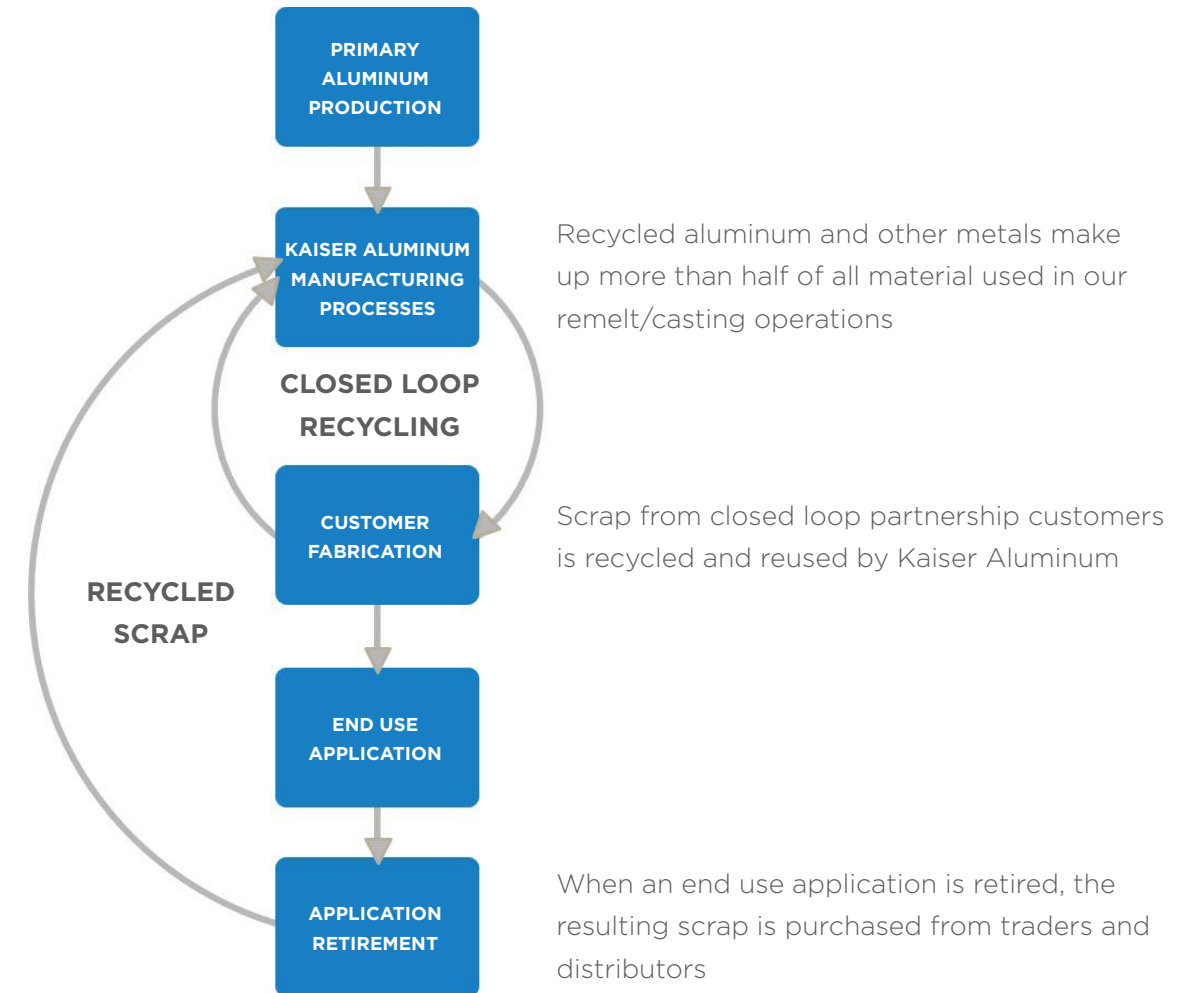 PRIMARY
ALUMINUM
PRODUCTION
KAISER ALUMINUM
MANUFACTURING
PROCESSES
Recycled aluminum and other metals make
up more than half of all material used in our
remelt/casting operations
CLOSED LOOP
RECYCLING
CUSTOMER
FABRICATION
Scrap from closed loop partnership customers
is recycled and reused by Kaiser Aluminum
RECYCLED
SCRAP
END USE
APPLICATION
APPLICATION
RETIREMENT
When an end use application is retired, the
resulting scrap is purchased from traders and
distributors